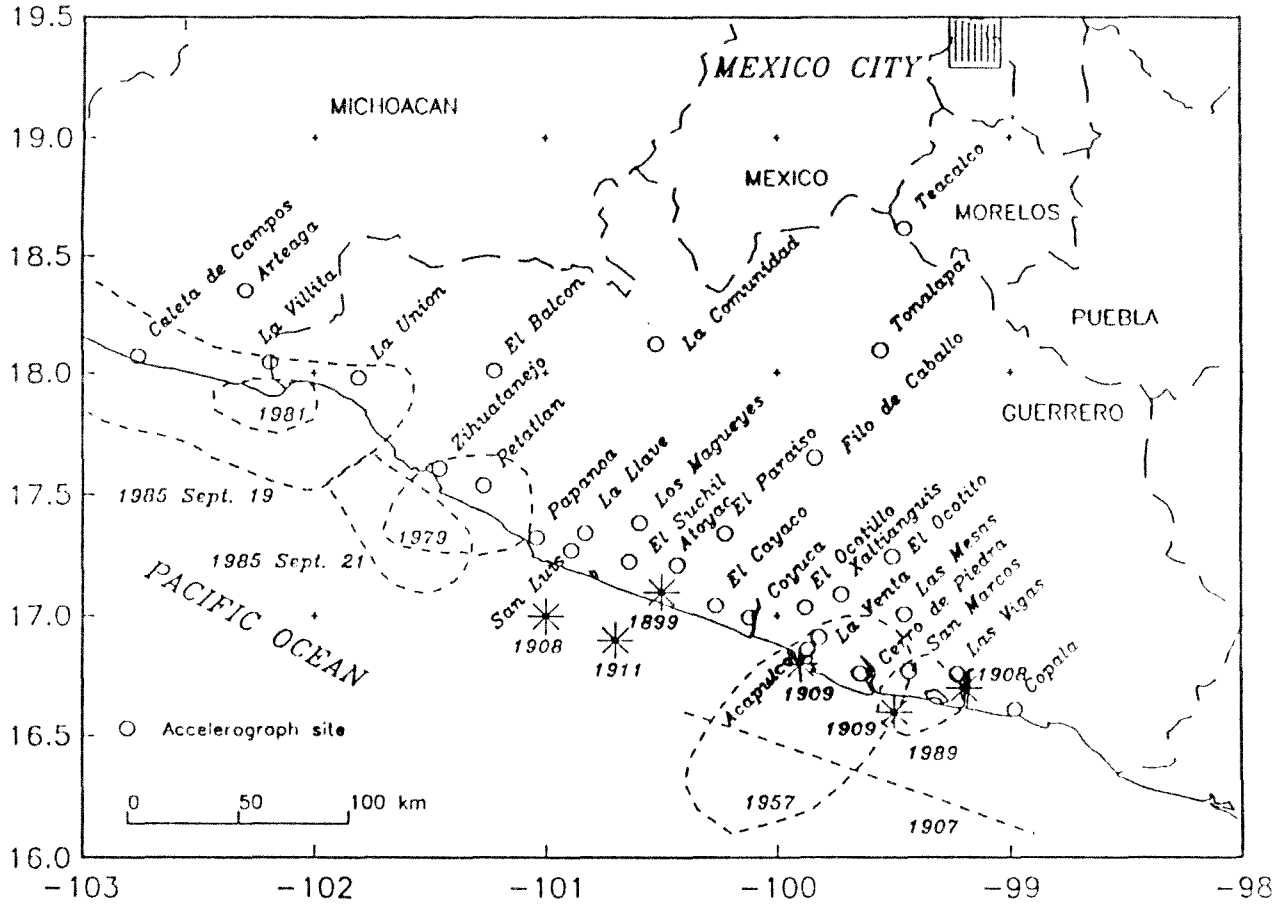 19.5
MEXICO CITY
MICHOACAN
19.0
MEXICO
Teacalco
MORELOS
18.5
Caleta de Campos
Arteaga
La Villita
La Union
El Balcon
La Comunidad
Tonalapa
PUEBLA
18.0
1981
Zihuatanejo
Petatlan
Filo de Caballo
GUERRERO
17.5
1985 Sept. 19
Papanoa
La Llave
Los Magueyes
El Suchil
Atoyac
El Paraiso
1979
1985 Sept. 21
San Luis
El Cayaco
Coyuca
El Ocotillo
Xaltianguis
El Ocotito
PACIFIC OCEAN
17.0
1908
1911
1899
La Venta
Las Mesas
Cerro de Piedra
San Marcos
Las Vigas
1908
Copala
Acapulco
1909
1909
1989
16.5
Accelerograph site
0 50 100 km
1957
1907
16.0
-103 -102 -101 -100 -99 -98